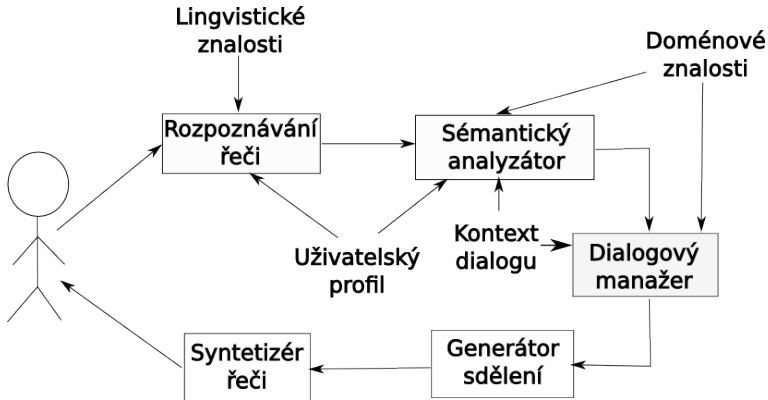 Lingvistické
znalosti
Doménové
znalosti
Rozpoznávání
řeči
Sémantický
analyzátor
Uživatelský
profil
Kontext
dialogu
Dialogový
manažer
Syntetizér
řeči
Generátor
sdělení